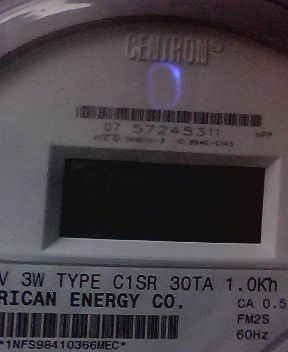 CENTRON®
07 57245311
V 3W TYPE C1SR 30TA 1.0Kh
RICAN ENERGY CO.
CA 0.5
FM2S
60Hz
*1NFS98410366MEC*